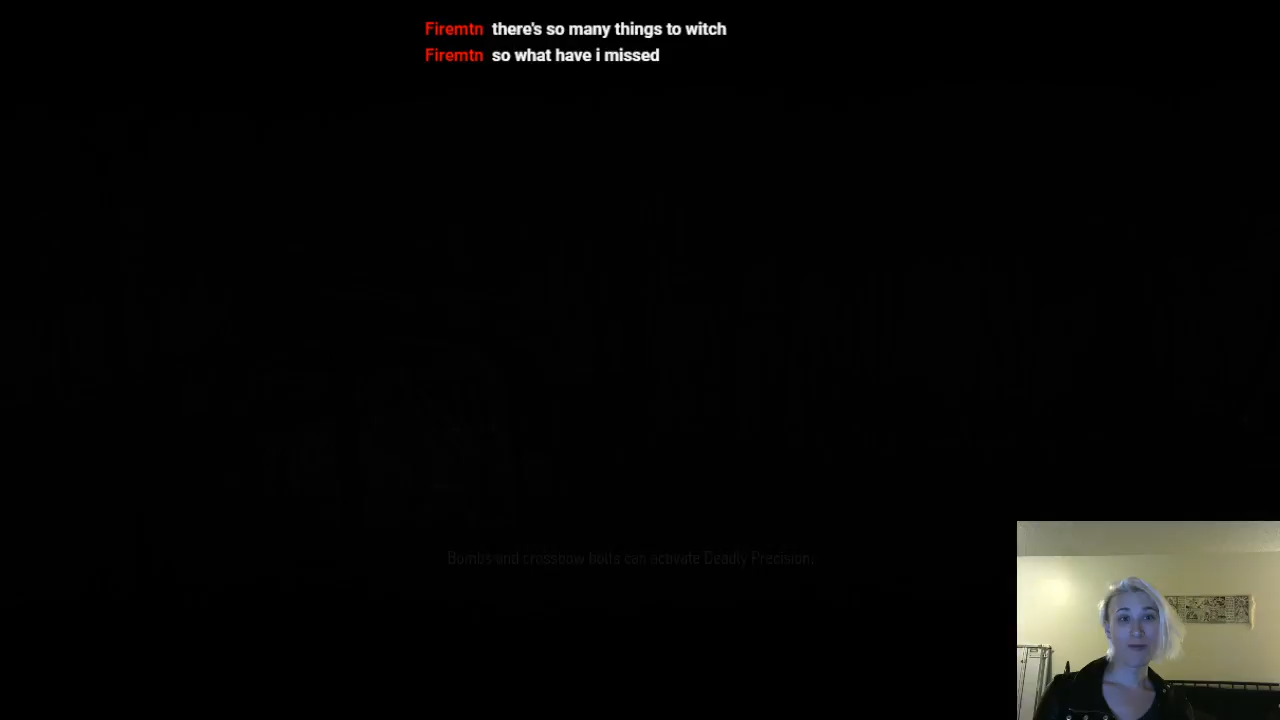 Firemtn there's so many things to witch
Firemtn so what have i missed
Bombs and crossbow bolts can activate Deadly Precision.